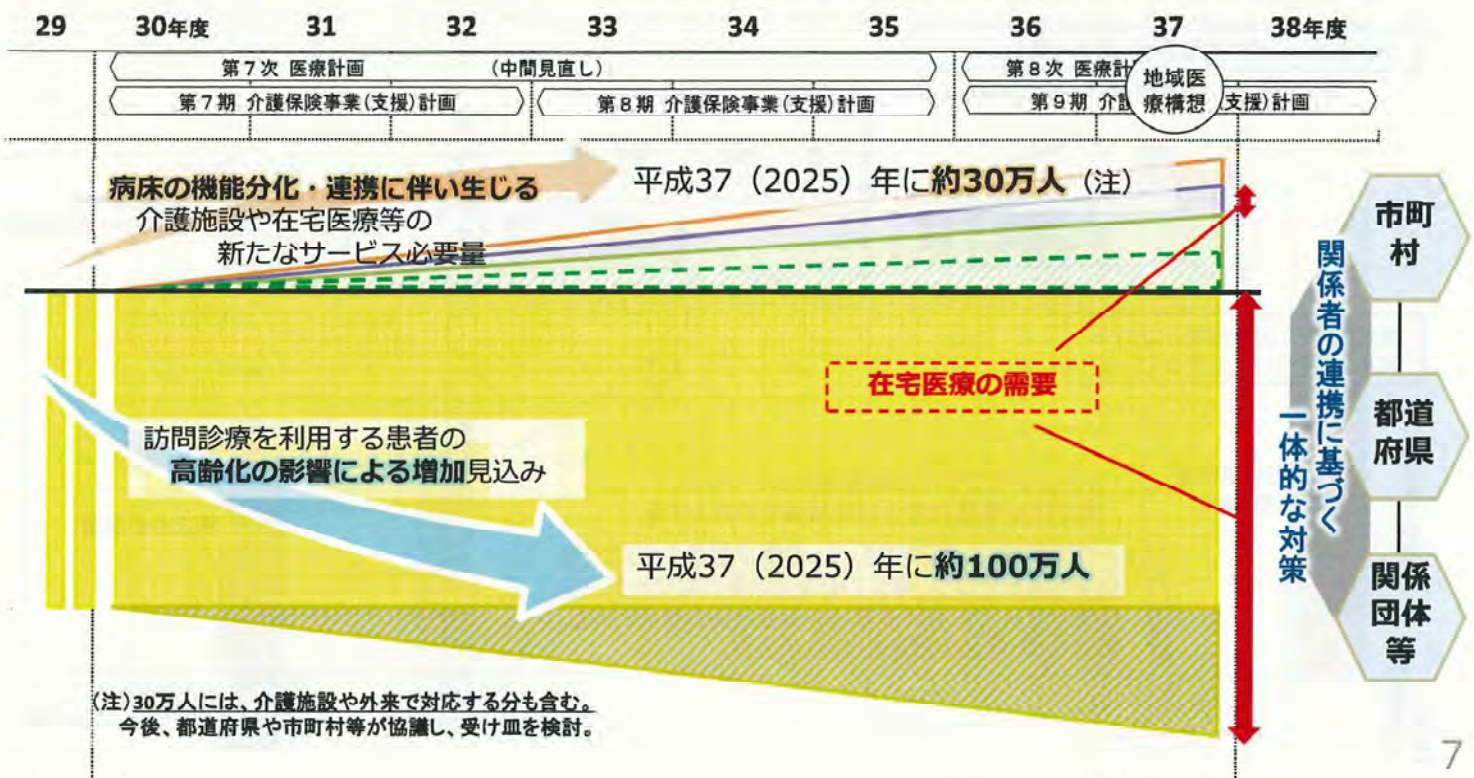 29 30年度 31 32 33 34 35 36 37 38年度
第7次 医療計画 (中間見直し) 第8次 医療計
第7期 介護保険事業(支援)計画 第8期 介護保険事業(支援)計画 第9期 介護 (支援)計画
地域医
療構想
病床の機能分化・連携に伴い生じる
介護施設や在宅医療等の
新たなサービス必要量
平成37（2025）年に約30万人（注）
在宅医療の需要
訪問診療を利用する患者の
高齢化の影響による増加見込み
平成37（2025）年に約100万人
関係者の連携に基づく
一体的な対策
市町
村
都道
府県
関係
団体
等
(注)30万人には、介護施設や外来で対応する分も含む。
今後、都道府県や市町村等が協議し、受け皿を検討。
7